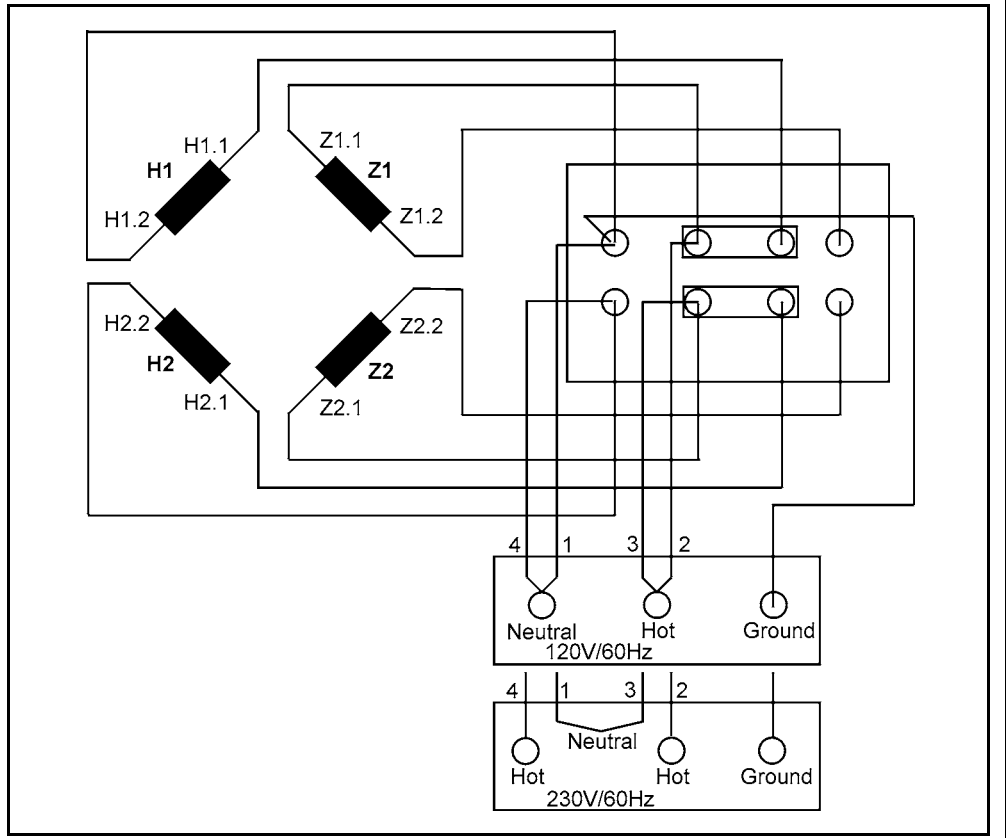 H1.1
Z1.1
H1
Z1
H1.2
Z1.2
H2.2
Z2.2
H2
Z2
H2.1
Z2.1
4
1
3
2
Neutral
Hot
Ground
120V/60Hz
4
1
3
2
Neutral
Hot
Hot
Ground
230V/60Hz